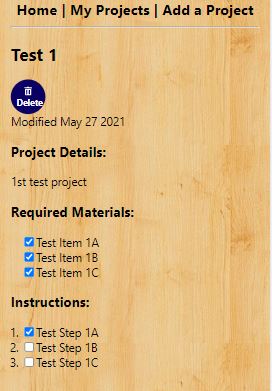 Home | My Projects | Add a Project
Test 1
Delete
Modified May 27 2021
Project Details:
1st test project
Required Materials:
Test Item 1A
Test Item 1B
Test Item 1C
Instructions:
1. Test Step 1A
2. Test Step 1B
3. Test Step 1C